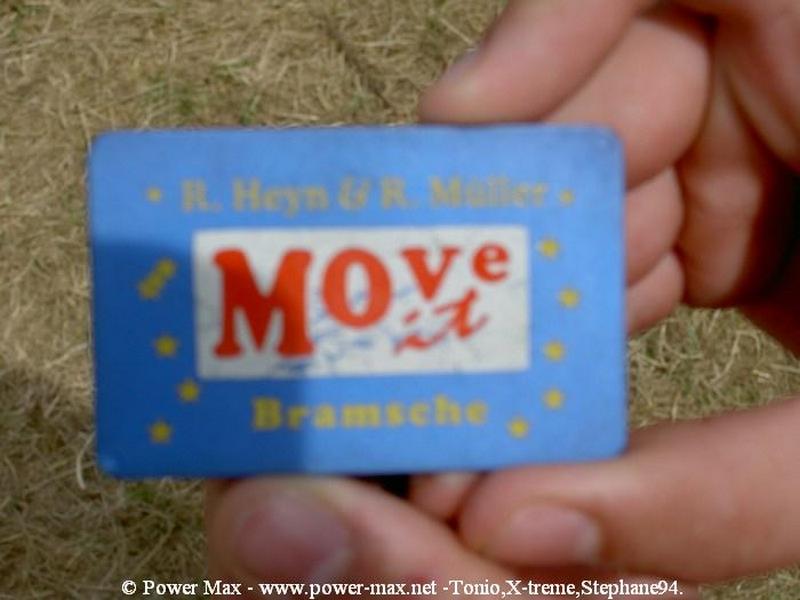 R. Heyn & R. Müller
MOVe
it
Bramsche
© Power Max - www.power-max.net -Tonio,X-treme,Stephane94.